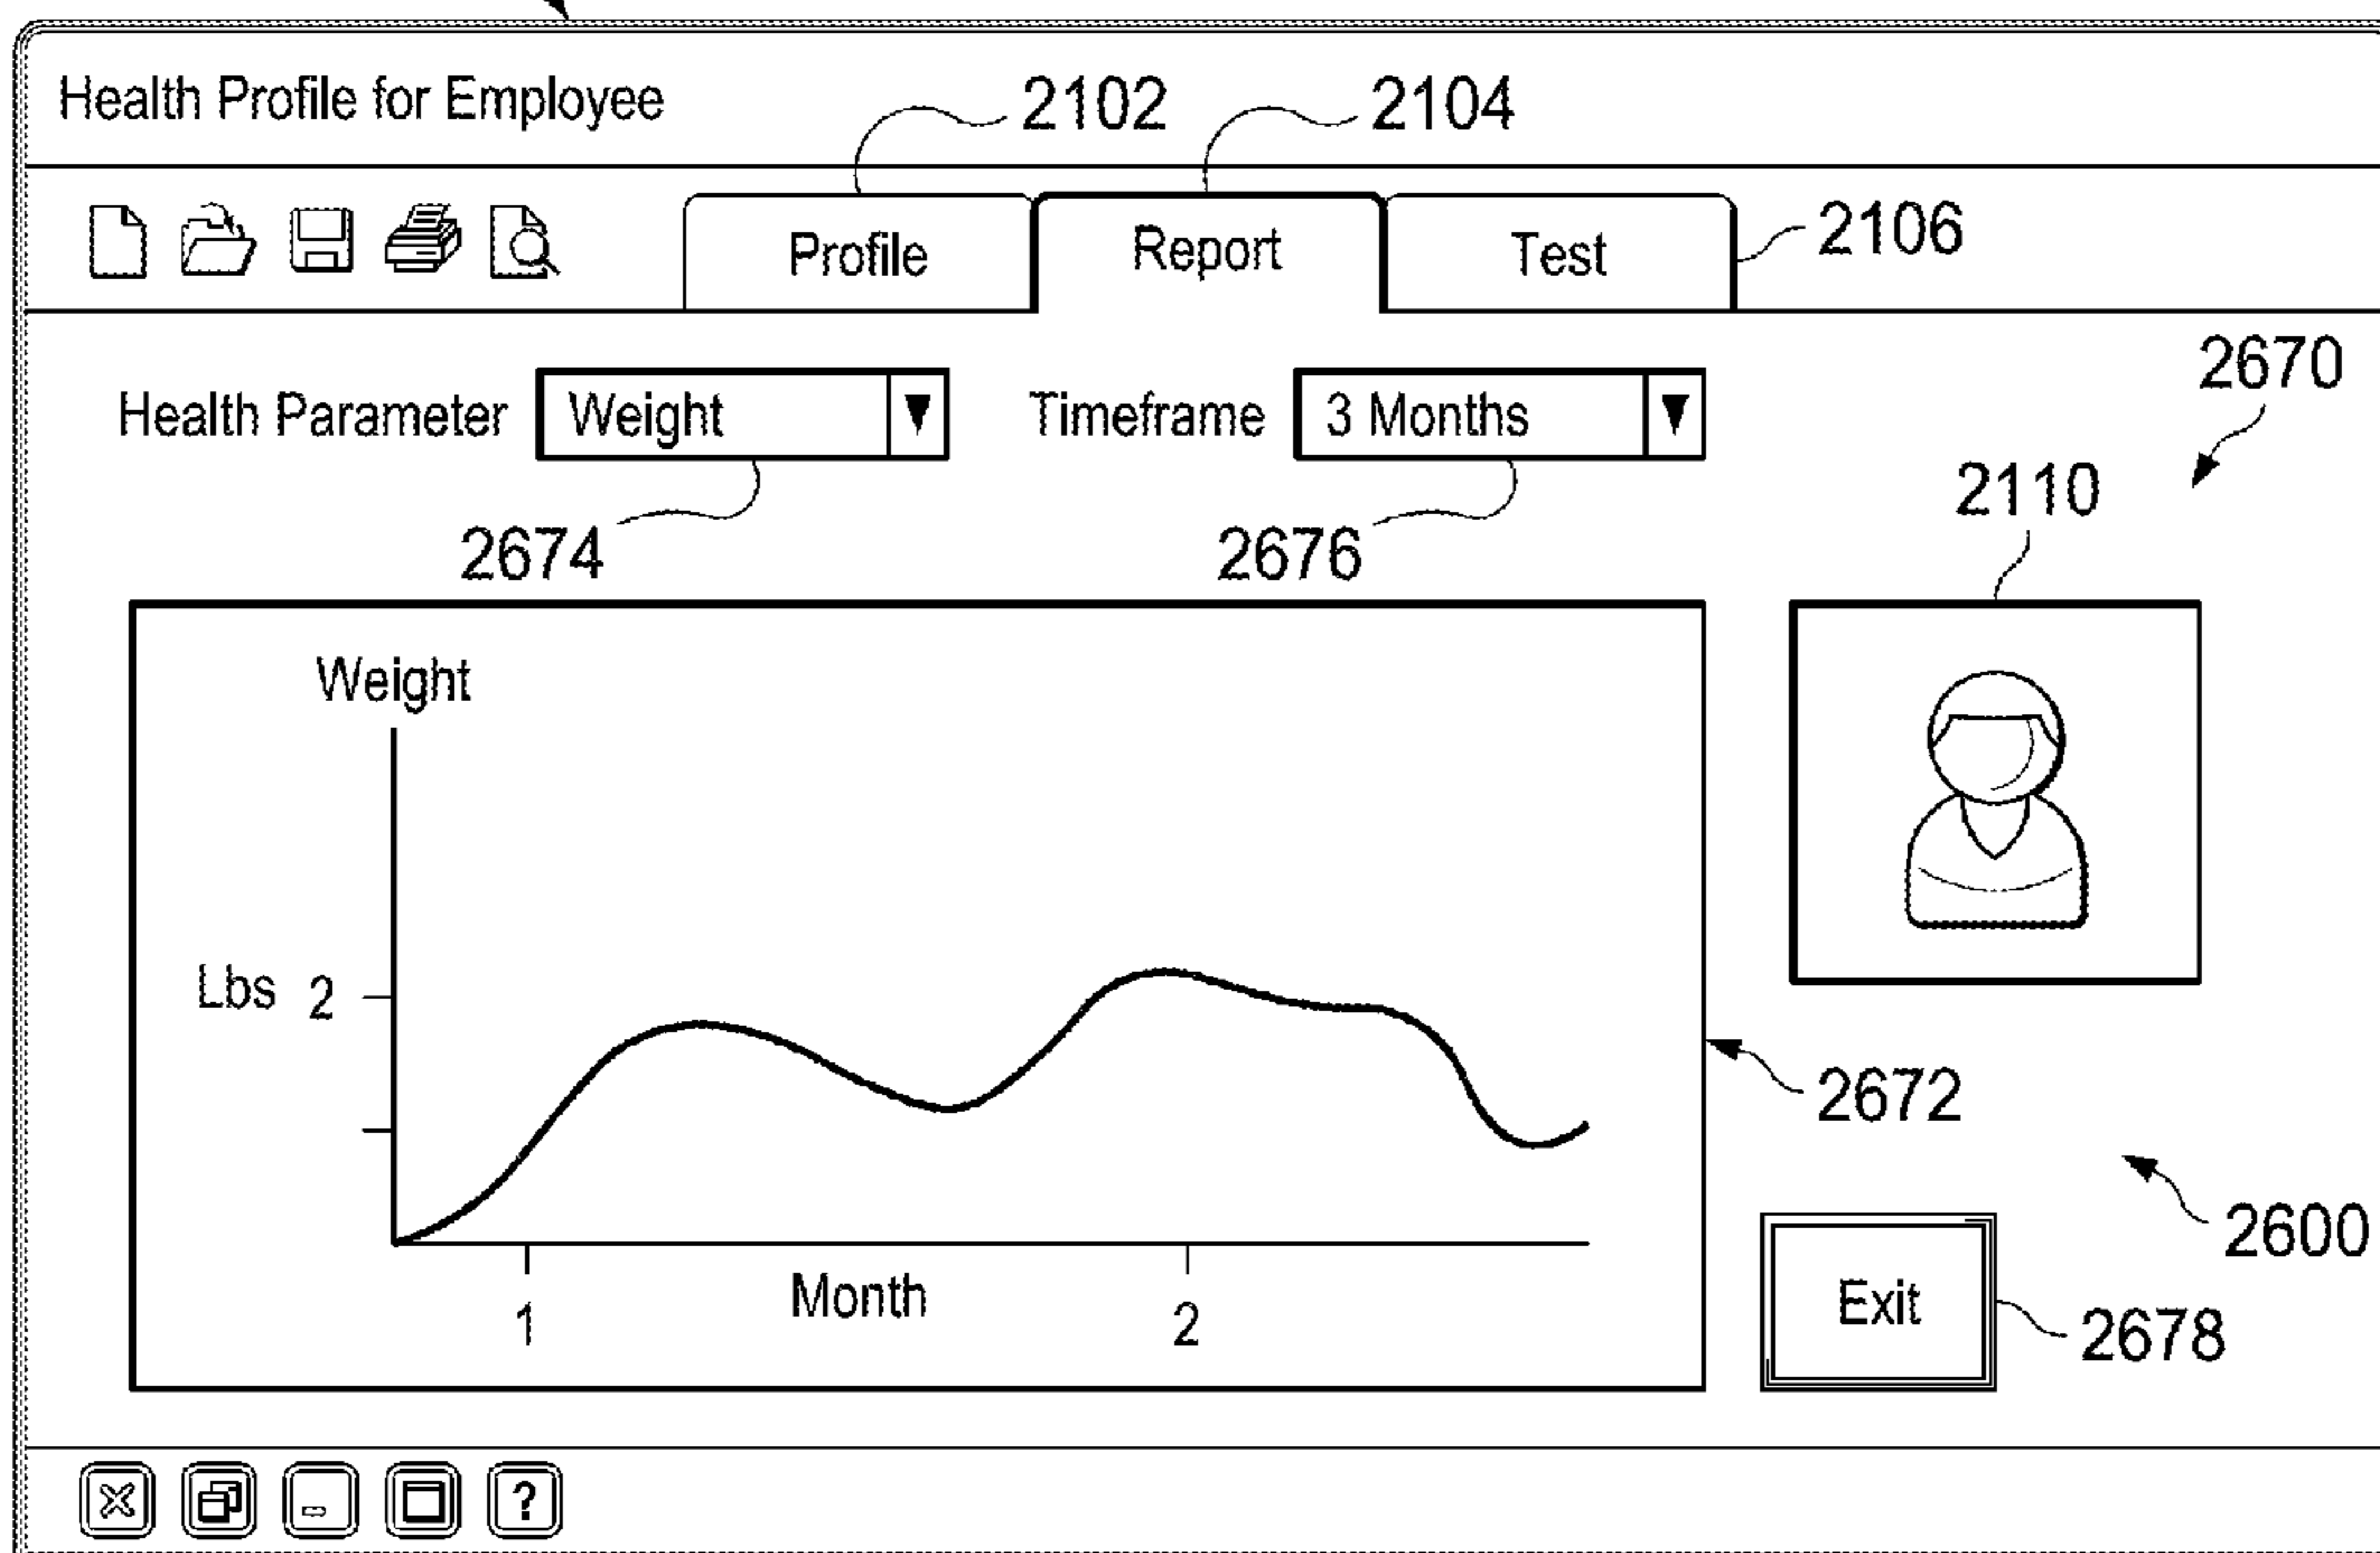 Health Profile for Employee
2102
2104
Profile
Report
Test
2106
Health Parameter Weight Timeframe 3 Months
2670
2674
2676
2110
Weight
Lbs 2
2672
2600
1 Month 2
Exit
2678
?